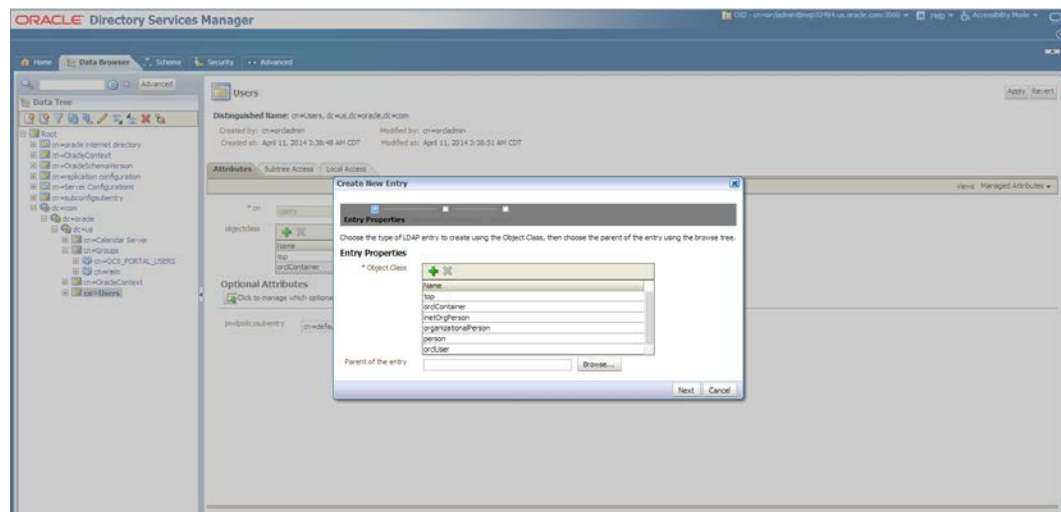 ORACLE Directory Services Manager
Help
Accessibility Mode
Home
Data Browser
Schema
Security
Advanced
Advanced
Data Tree
Root
cn=oracle internet directory
cn=OracleContext
cn=OracleSchemaVersion
cn=replication configuration
cn=Server Configurations
cn=subconfigsubentry
dc=com
dc=oracle
dc=us
cn=Calendar Server
cn=Groups
cn=OCS_PORTAL_USERS
cn=OracleContext
cn=Users
Users
Apply
Revert
Distinguished Name: cn=Users, dc=us,dc=oracle,dc=com
Created by: cn=orcladmin
Modified by: cn=orcladmin
Created at: April 11, 2014 3:38:48 AM CDT
Modified at: April 11, 2014 3:38:51 AM CDT
Attributes
Subtree Access
Local Access
Views
Managed Attributes
* cn
users
objectclass
Name
top
orclContainer
Optional Attributes
Click to manage which optiona
pwdpolicysubentry
cn=defau
Create New Entry
Entry Properties
Choose the type of LDAP entry to create using the Object Class, then choose the parent of the entry using the browse tree.
Entry Properties
* Object Class
Name
top
orclContainer
inetOrgPerson
organizationalPerson
person
orclUser
Parent of the entry
Browse...
Next
Cancel